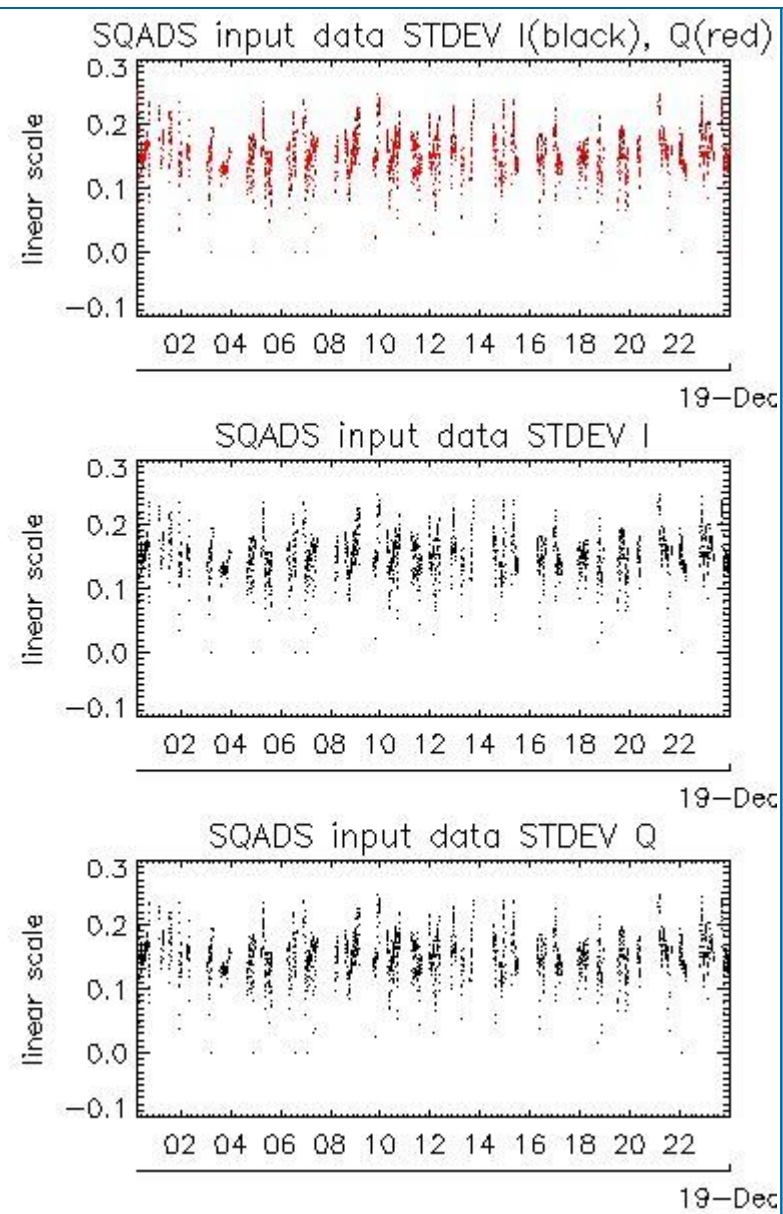 SQADS input data STDEV I(black), Q(red)
0.3
0.2
0.1
0.0
−0.1
linear scale
02 04 06 08 10 12 14 16 18 20 22
19−Dec
SQADS input data STDEV I
0.3
0.2
0.1
0.0
−0.1
linear scale
02 04 06 08 10 12 14 16 18 20 22
19−Dec
SQADS input data STDEV Q
0.3
0.2
0.1
0.0
−0.1
linear scale
02 04 06 08 10 12 14 16 18 20 22
19−Dec